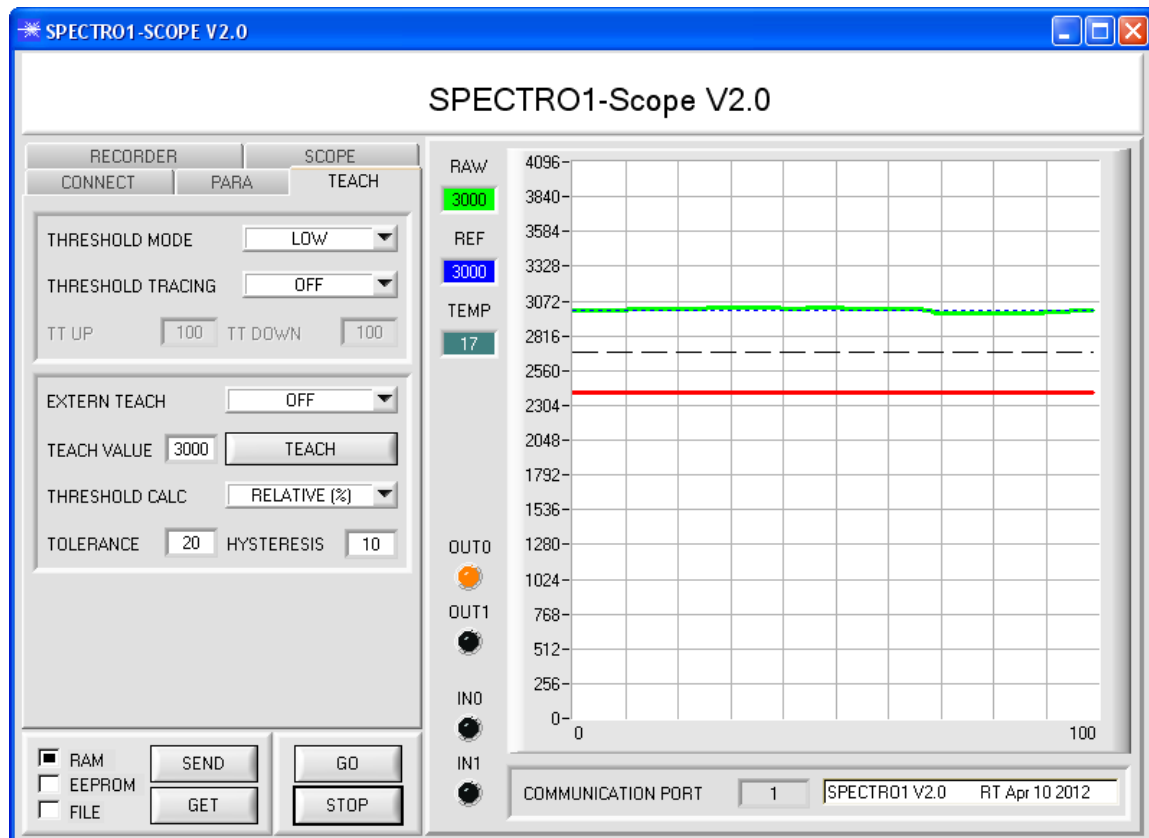 SPECTRO1-SCOPE V2.0
SPECTRO1-Scope V2.0
RECORDER SCOPE
CONNECT PARA TEACH
THRESHOLD MODE LOW
THRESHOLD TRACING OFF
TT UP 100 TT DOWN 100
EXTERN TEACH OFF
TEACH VALUE 3000 TEACH
THRESHOLD CALC RELATIVE (%)
TOLERANCE 20 HYSTERESIS 10
RAM
EEPROM
FILE
SEND
GET
GO
STOP
RAW
3000
REF
3000
TEMP
17
OUT0
OUT1
IN0
IN1
4096
3840
3584
3328
3072
2816
2560
2304
2048
1792
1536
1280
1024
768
512
256
0
0 100
COMMUNICATION PORT 1 SPECTRO1 V2.0 RT Apr 10 2012